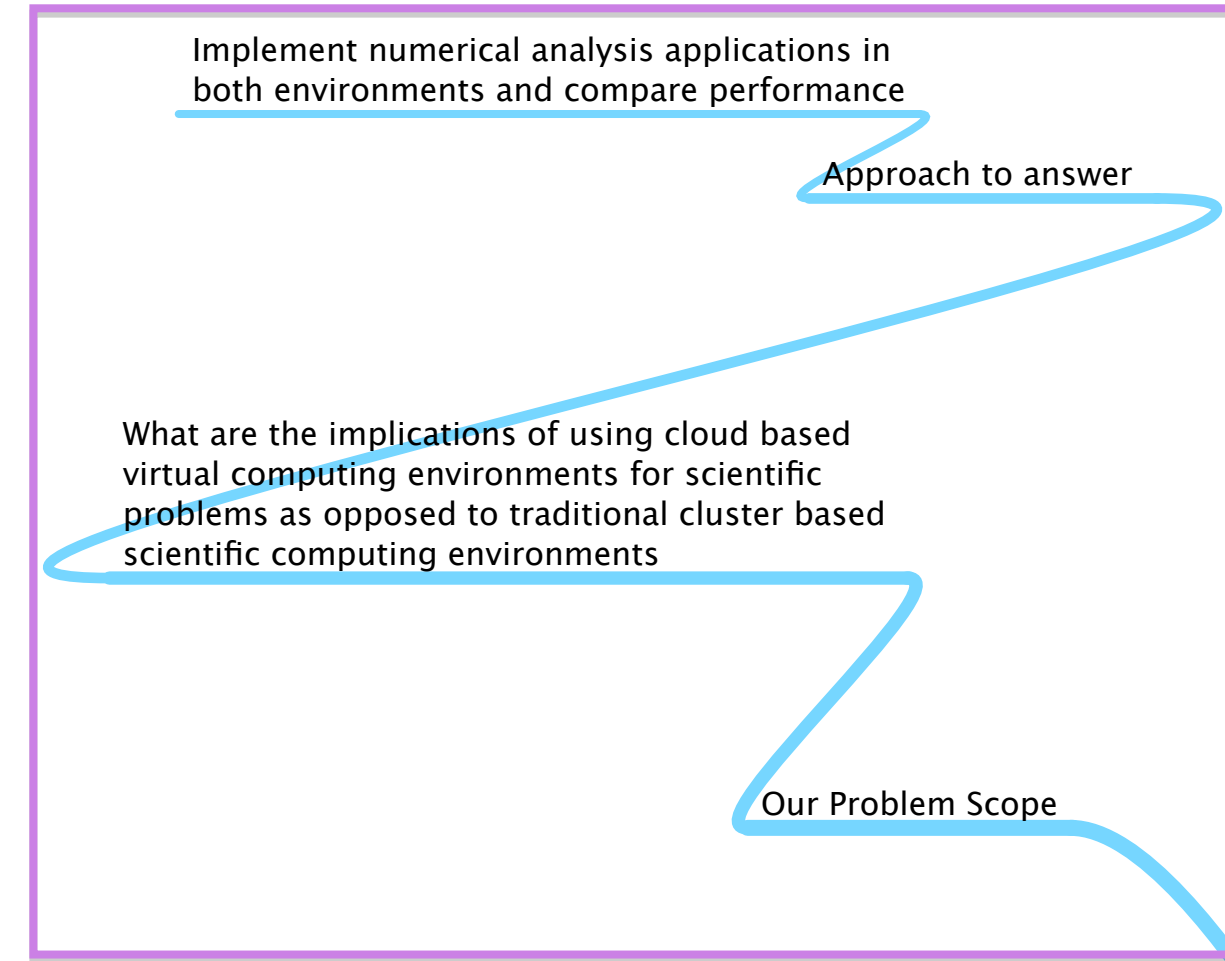 Implement numerical analysis applications in
both environments and compare performance
Approach to answer
What are the implications of using cloud based
virtual computing environments for scientific
problems as opposed to traditional cluster based
scientific computing environments
Our Problem Scope